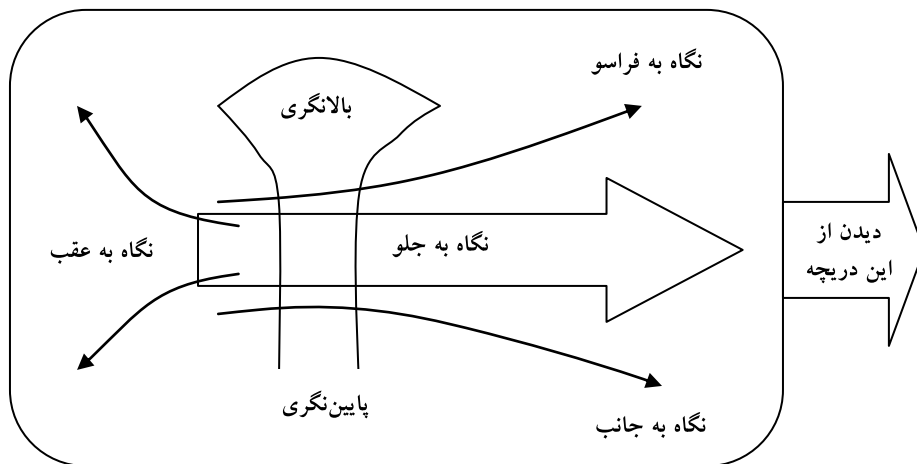 نگاه به فراسو
بالانگری
دیدن از
این دریچه
نگاه به جلو
نگاه به عقب
پایین‌نگری
نگاه به جانب